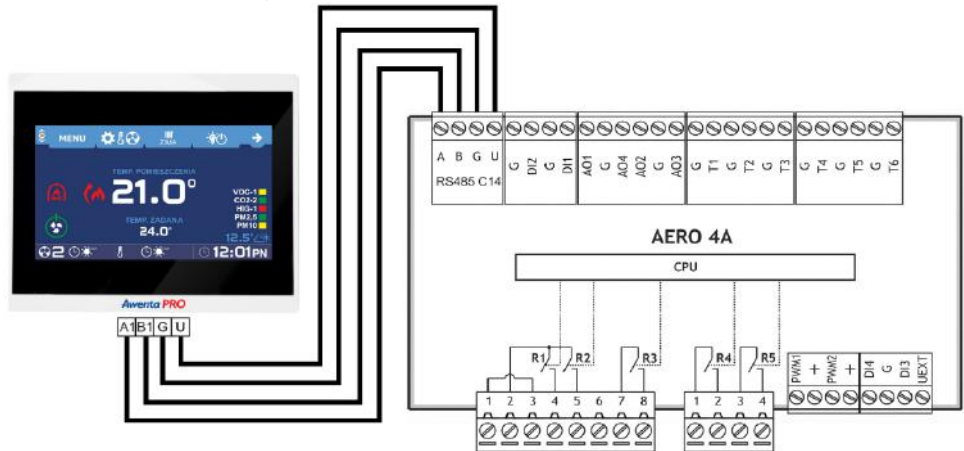 MENU
ZIMA
TEMP. POMIESZCZENIA
21.0°
VOC-1
CO2-2
HIG-1
PM2,5
PM10
TEMP. ZADANA
24.0°
12.5°
2
12:01PM
Awenta PRO
A1 B1 G U
A B G U
RS485 C14
G DI2 G DI1
AO1 G AO4 AO2 G AO3
G T1 G T2 G T3
G T4 G T5 G T6
AERO 4A
CPU
R1 R2 R3 R4 R5
1 2 3 4 5 6 7 8
1 2 3 4
PWM1 + PWM2 +
DI4 G DI3 UEXT